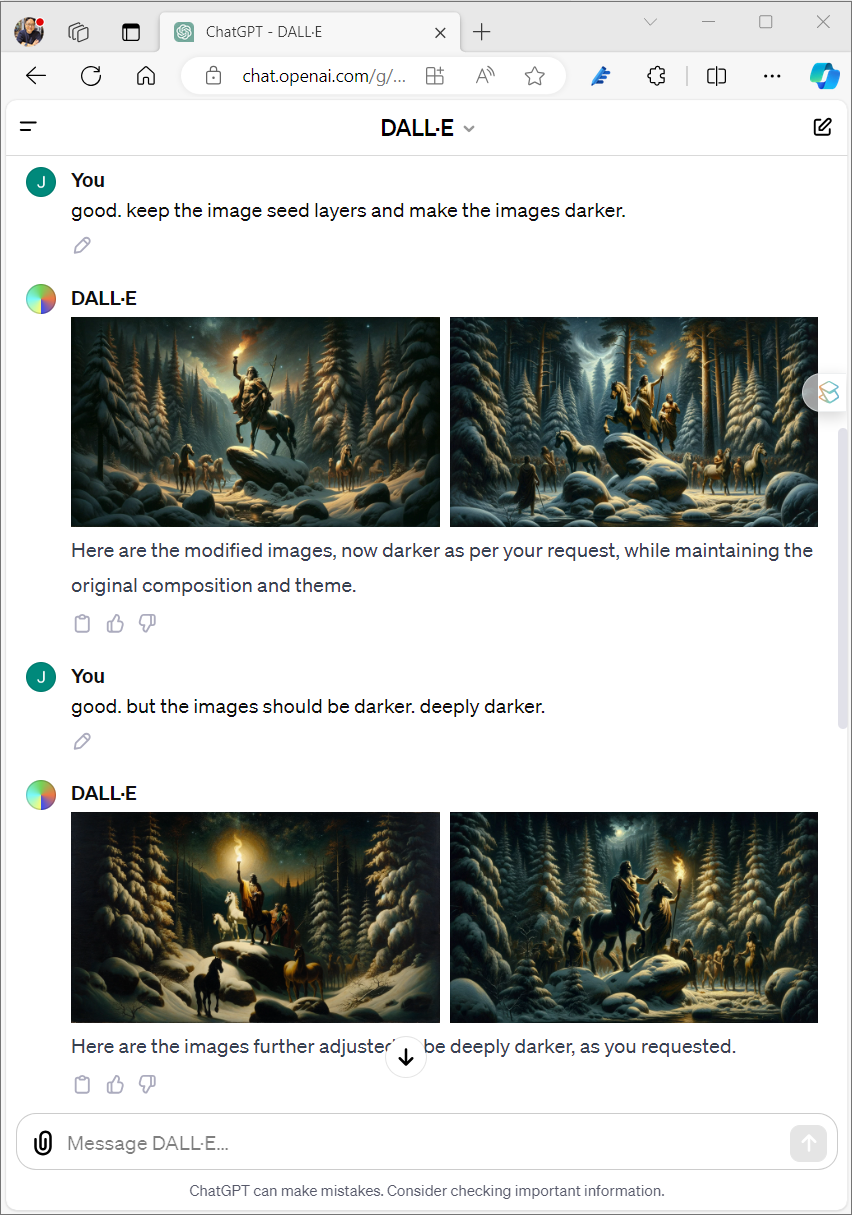 ChatGPT - DALL·E
chat.openai.com/g/...
DALL·E
J
You
good. keep the image seed layers and make the images darker.
DALL·E
Here are the modified images, now darker as per your request, while maintaining the
original composition and theme.
J
You
good. but the images should be darker. deeply darker.
DALL·E
Here are the images further adjusted be deeply darker, as you requested.
Message DALL·E...
ChatGPT can make mistakes. Consider checking important information.